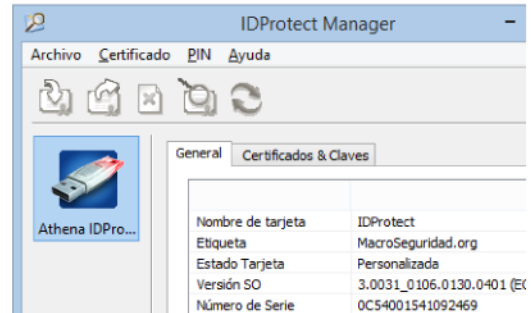 IDProtect Manager
Archivo Certificado PIN Ayuda
General Certificados & Claves
Athena IDPro...
Nombre de tarjeta IDProtect
Etiqueta MacroSeguridad.org
Estado Tarjeta Personalizada
Versión SO 3.0031_0106.0130.0401 (EC
Número de Serie 0C54001541092469